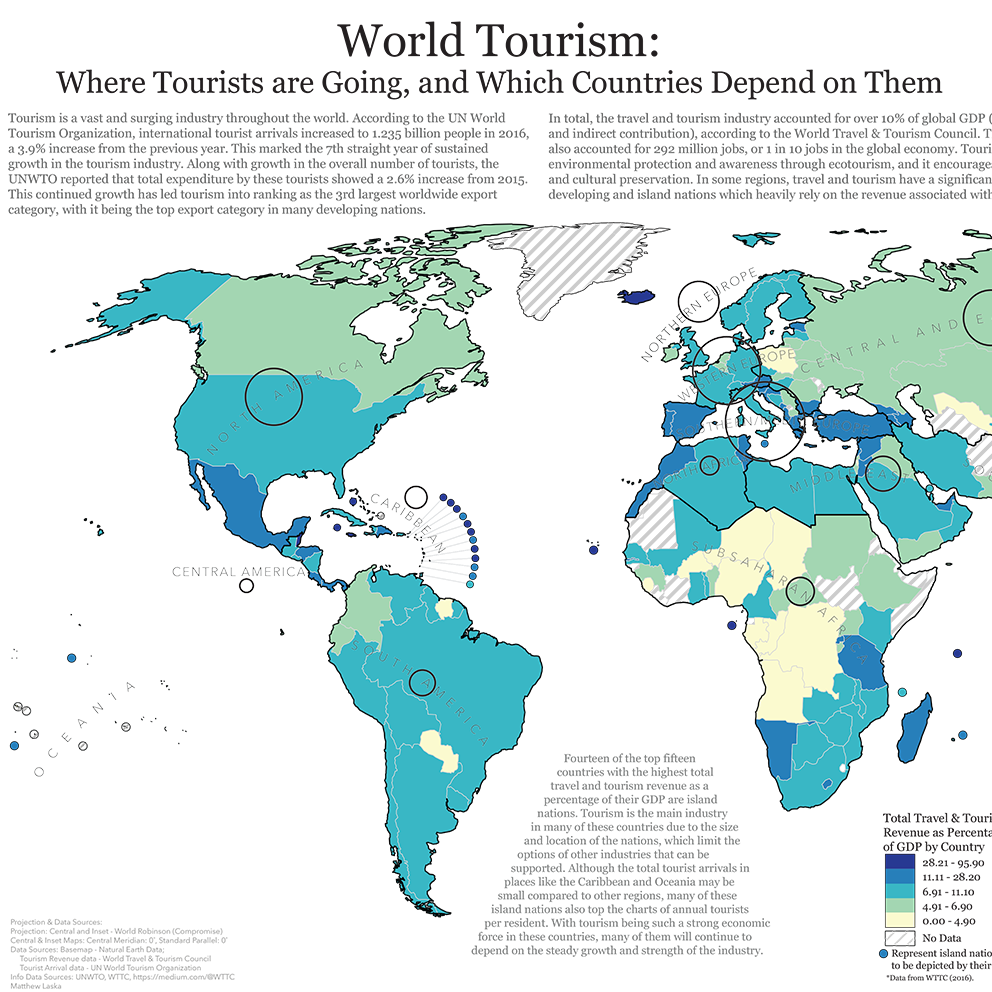 World Tourism:
Where Tourists are Going, and Which Countries Depend on Them
Tourism is a vast and surging industry throughout the world. According to the UN World
Tourism Organization, international tourist arrivals increased to 1.235 billion people in 2016,
a 3.9% increase from the previous year. This marked the 7th straight year of sustained
growth in the tourism industry. Along with growth in the overall number of tourists, the
UNWTO reported that total expenditure by these tourists showed a 2.6% increase from 2015.
This continued growth has led tourism into ranking as the 3rd largest worldwide export
category, with it being the top export category in many developing nations.
In total, the travel and tourism industry accounted for over 10% of global GDP (
and indirect contribution), according to the World Travel & Tourism Council. T
also accounted for 292 million jobs, or 1 in 10 jobs in the global economy. Touri
environmental protection and awareness through ecotourism, and it encourage
and cultural preservation. In some regions, travel and tourism have a significan
developing and island nations which heavily rely on the revenue associated with
NORTHERN EUROPE
CENTRAL AND E
WESTERN EUROPE
NORTH AMERICA
SOUTHERN/ME EUROPE
NORTH AFRICA
MIDDLE EAST
SO
CARIBBEAN
SUBSAHARAN AFRICA
CENTRAL AMERICA
SOUTH AMERICA
OCEANIA
Fourteen of the top fifteen
countries with the highest total
travel and tourism revenue as a
percentage of their GDP are island
nations. Tourism is the main industry
in many of these countries due to the size
and location of the nations, which limit the
options of other industries that can be
supported. Although the total tourist arrivals in
places like the Caribbean and Oceania may be
small compared to other regions, many of these
island nations also top the charts of annual tourists
per resident. With tourism being such a strong economic
force in these countries, many of them will continue to
depend on the steady growth and strength of the industry.
Total Travel & Touri
Revenue as Percenta
of GDP by Country
28.21 - 95.90
11.11 - 28.20
6.91 - 11.10
4.91 - 6.90
0.00 - 4.90
No Data
Represent island natio
to be depicted by their
*Data from WTTC (2016).
Projection & Data Sources:
Projection: Central and Inset - World Robinson (Compromise)
Central & Inset Maps: Central Meridian: 0°, Standard Parallel: 0°
Data Sources: Basemap - Natural Earth Data;
Tourism Revenue data - World Travel & Tourism Council
Tourist Arrival data - UN World Tourism Organization
Info Data Sources: UNWTO, WTTC, https://medium.com/@WTTC
Matthew Laska